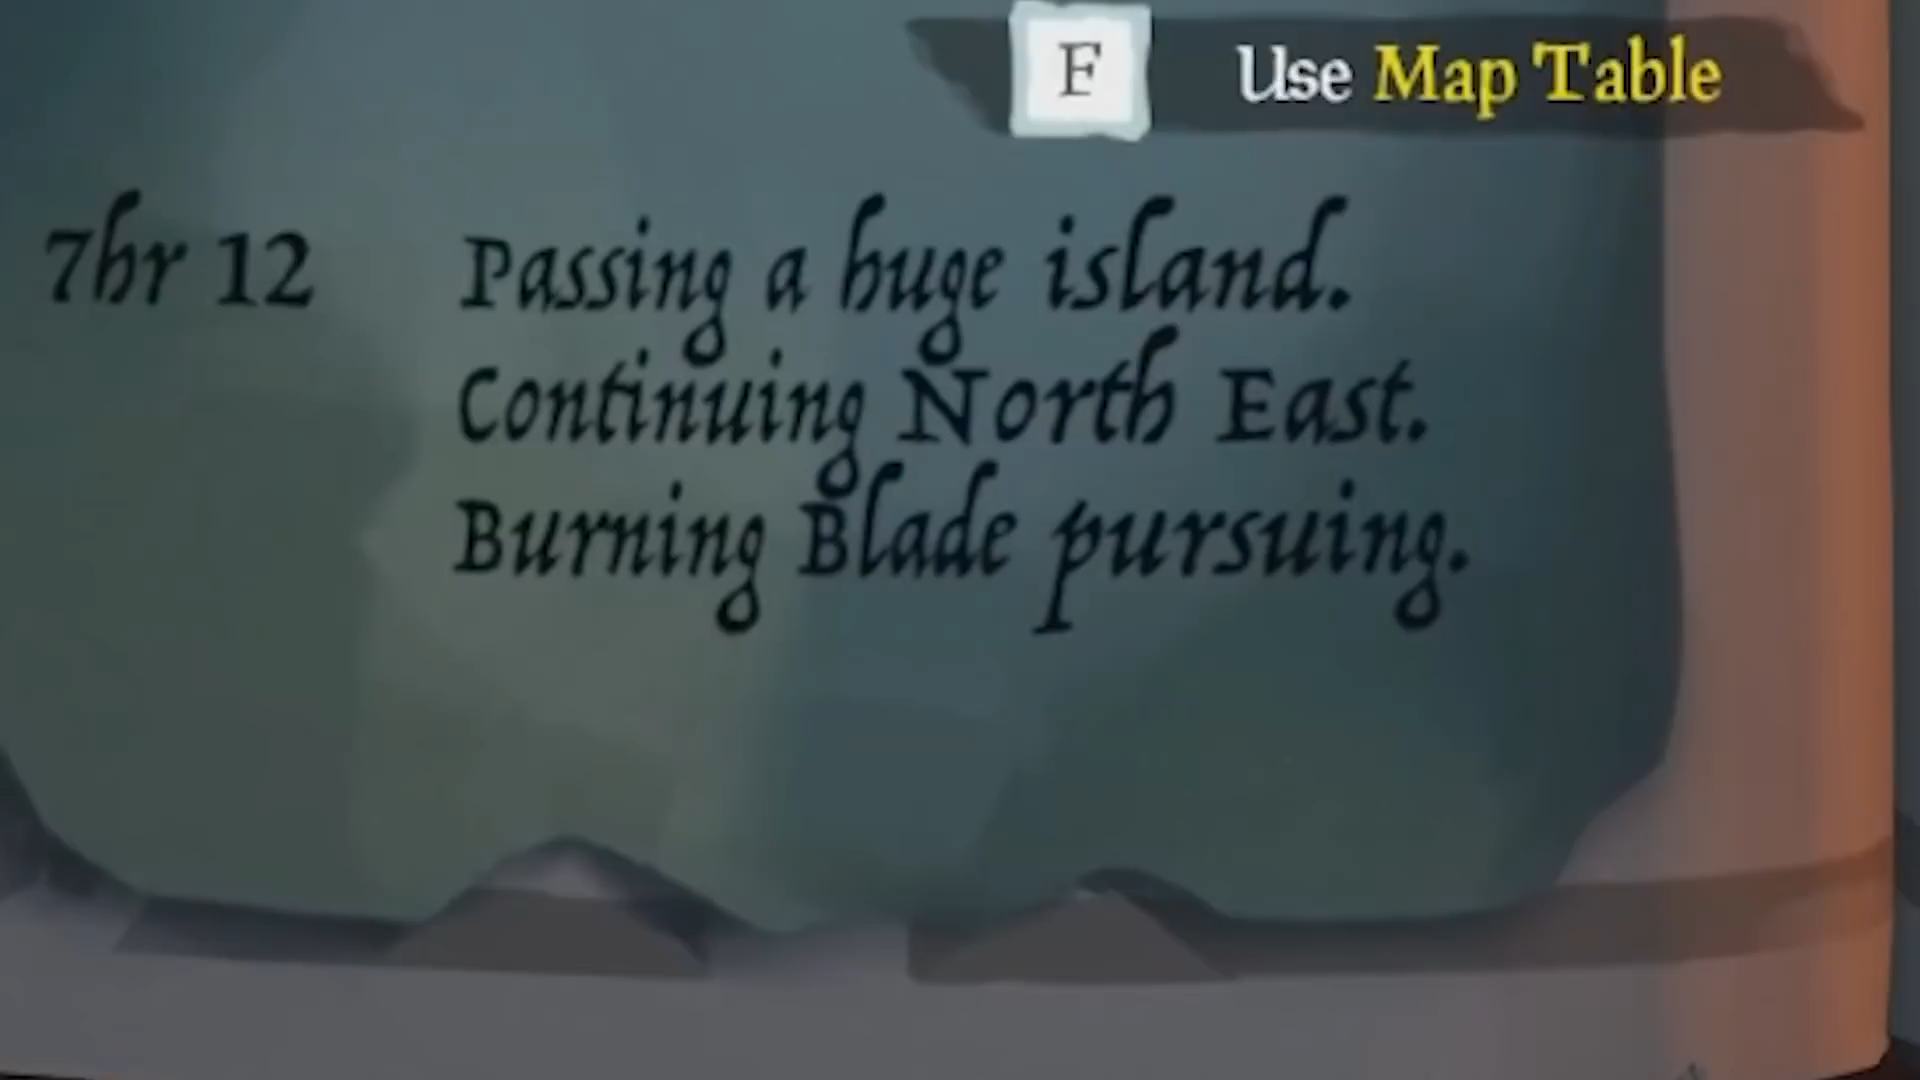 F Use Map Table
7hr 12 Passing a huge island.
Continuing North East.
Burning Blade pursuing.